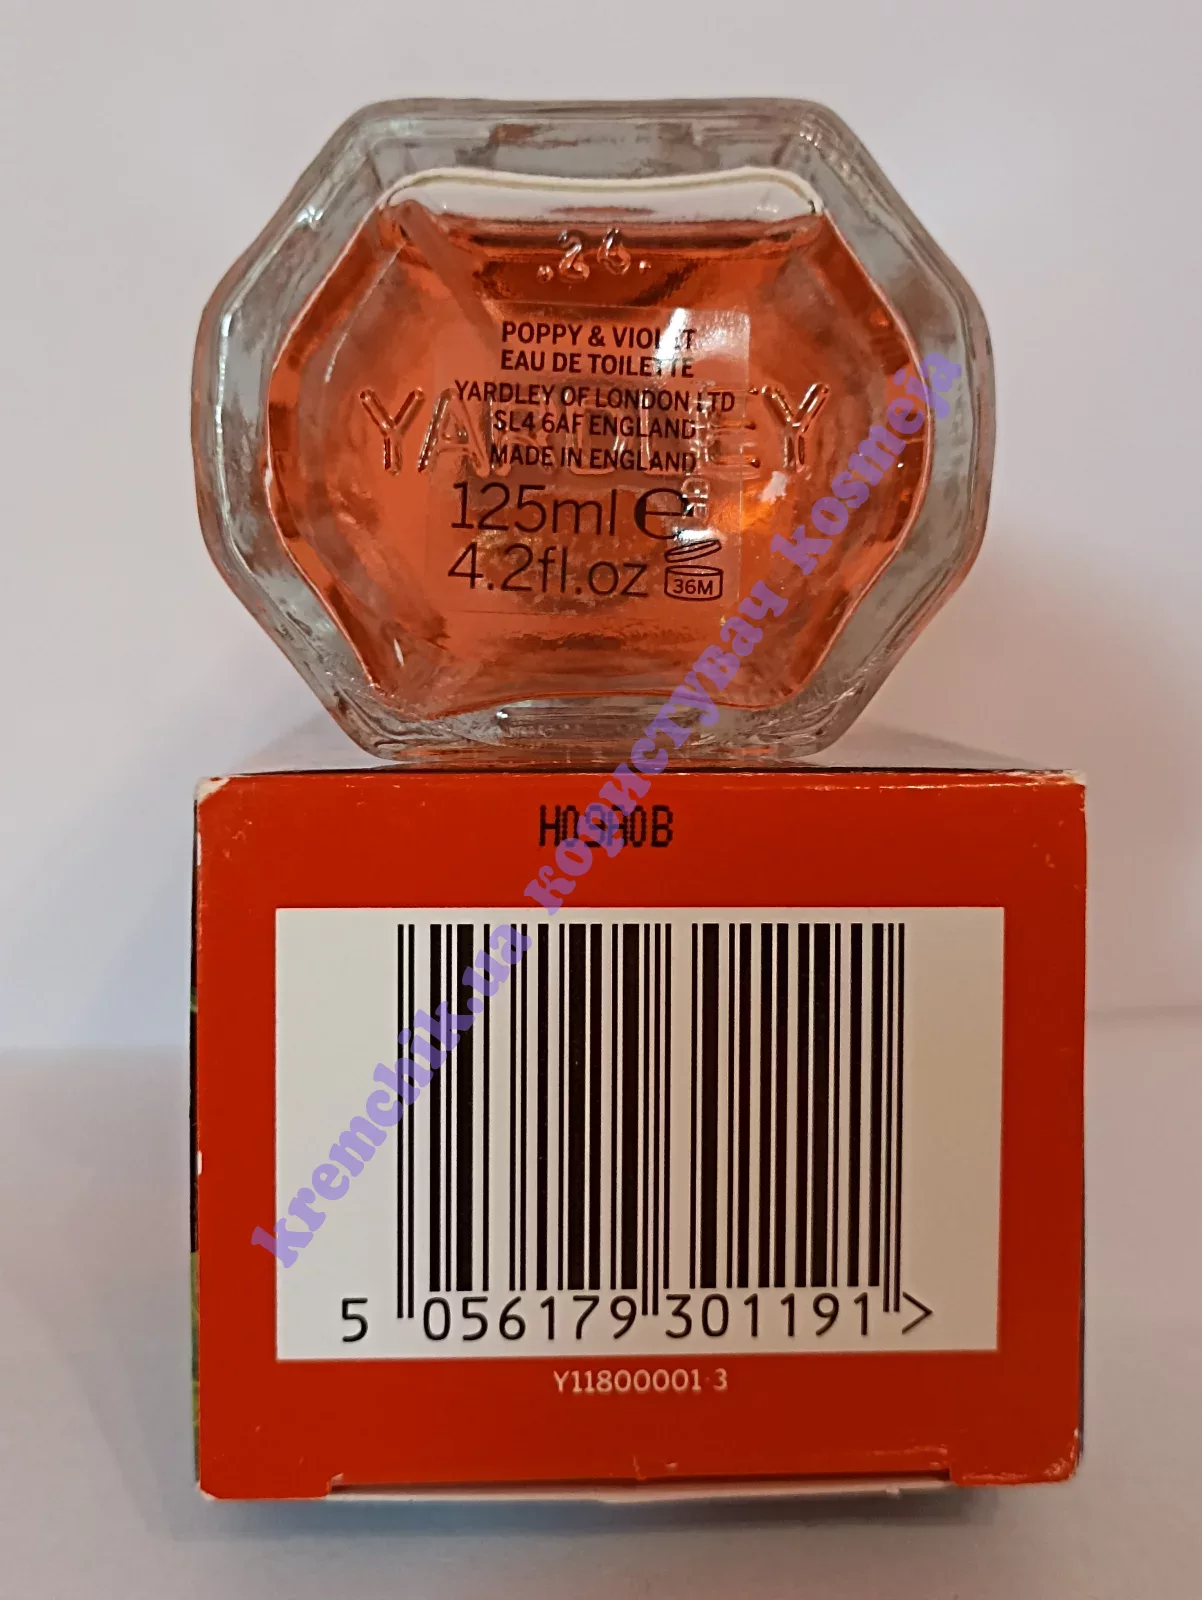 .26.
POPPY & VIOLET
EAU DE TOILETTE
YARDLEY OF LONDON LTD
SL4 6AF ENGLAND
MADE IN ENGLAND
YARDLEY
125ml e
4.2fl.oz
36M
H09A0B
5 056179 301191 >
Y11800001-3
kremchik.ua користувач kosmeja